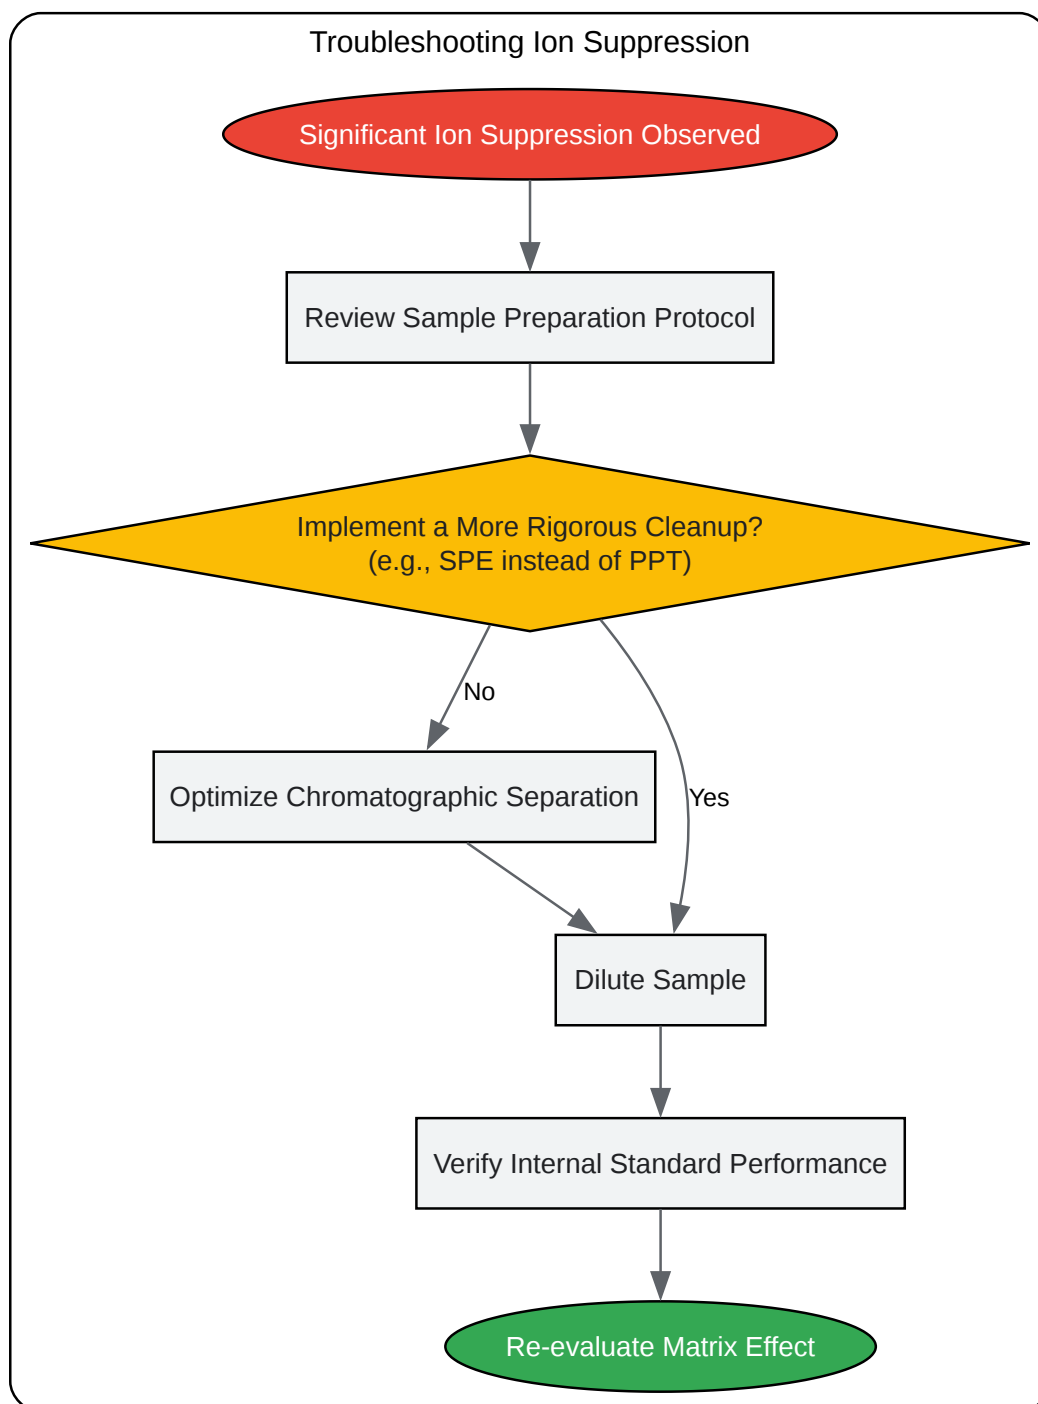 Troubleshooting Ion Suppression
Significant Ion Suppression Observed
Review Sample Preparation Protocol
Implement a More Rigorous Cleanup?
(e.g., SPE instead of PPT)
No
Optimize Chromatographic Separation
Yes
Dilute Sample
Verify Internal Standard Performance
Re-evaluate Matrix Effect